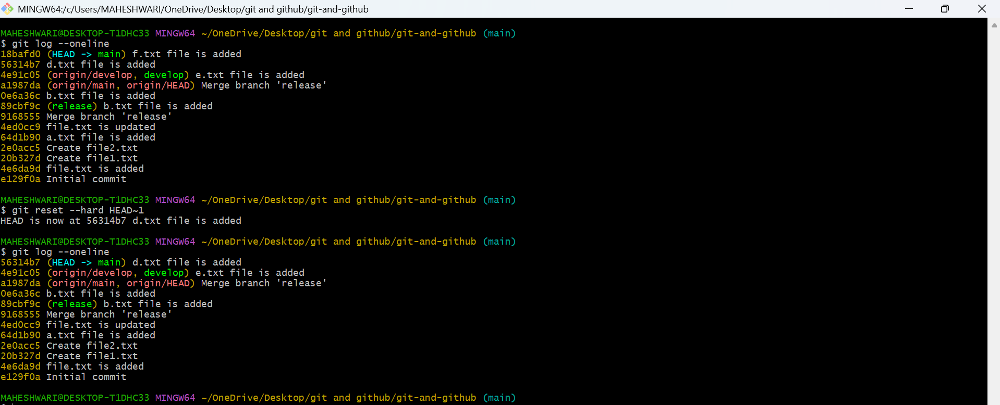 MINGW64:/c/Users/MAHESHWARI/OneDrive/Desktop/git and github/git-and-github
MAHESHWARI@DESKTOP-T1DHC33 MINGW64 ~/OneDrive/Desktop/git and github/git-and-github (main)
$ git log --oneline
18bafd0 (HEAD -> main) f.txt file is added
56314b7 d.txt file is added
4e91c05 (origin/develop, develop) e.txt file is added
a1987da (origin/main, origin/HEAD) Merge branch 'release'
0e6a36c b.txt file is added
89cbf9c (release) b.txt file is added
9168555 Merge branch 'release'
4ed0cc9 file.txt is updated
64d1b90 a.txt file is added
2e0acc5 Create file2.txt
20b327d Create file1.txt
4e6da9d file.txt is added
e129f0a Initial commit
MAHESHWARI@DESKTOP-T1DHC33 MINGW64 ~/OneDrive/Desktop/git and github/git-and-github (main)
$ git reset --hard HEAD~1
HEAD is now at 56314b7 d.txt file is added
MAHESHWARI@DESKTOP-T1DHC33 MINGW64 ~/OneDrive/Desktop/git and github/git-and-github (main)
$ git log --oneline
56314b7 (HEAD -> main) d.txt file is added
4e91c05 (origin/develop, develop) e.txt file is added
a1987da (origin/main, origin/HEAD) Merge branch 'release'
0e6a36c b.txt file is added
89cbf9c (release) b.txt file is added
9168555 Merge branch 'release'
4ed0cc9 file.txt is updated
64d1b90 a.txt file is added
2e0acc5 Create file2.txt
20b327d Create file1.txt
4e6da9d file.txt is added
e129f0a Initial commit
MAHESHWARI@DESKTOP-T1DHC33 MINGW64 ~/OneDrive/Desktop/git and github/git-and-github (main)